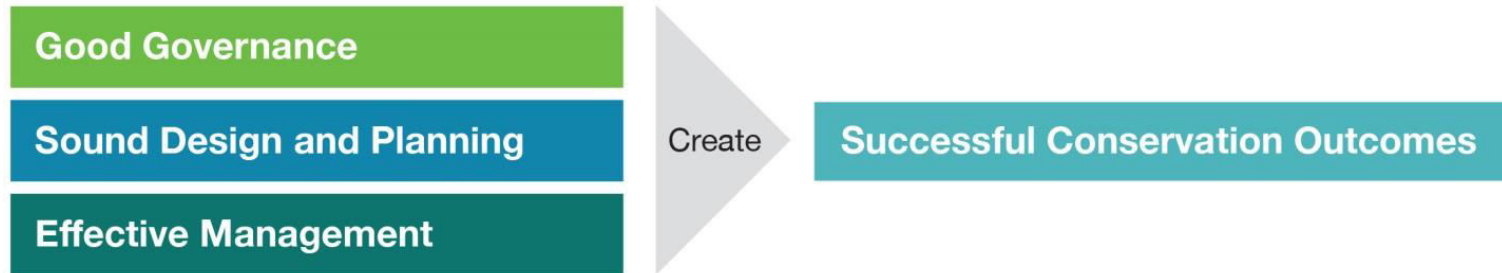 Good Governance
Sound Design and Planning
Effective Management
Create
Successful Conservation Outcomes